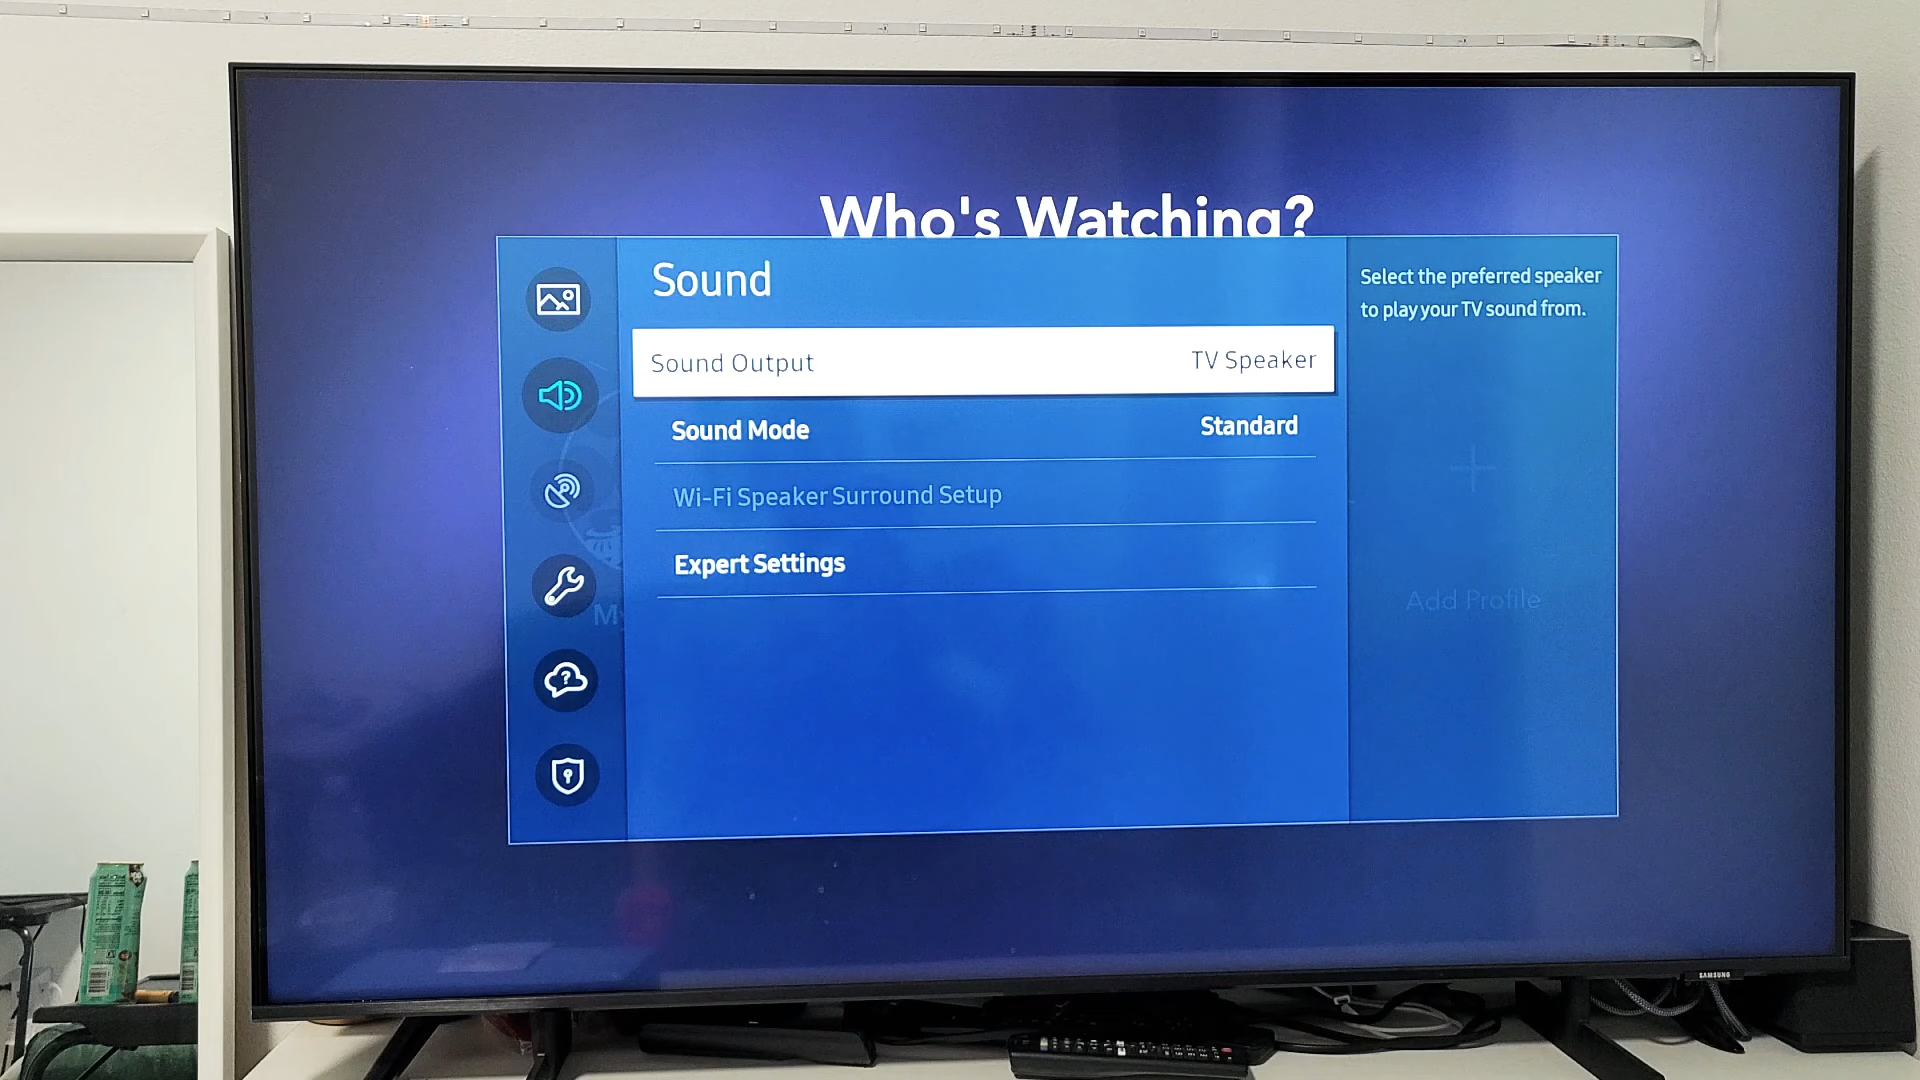 Who's Watching?
Sound
Select the preferred speaker
to play your TV sound from.
Sound Output TV Speaker
Sound Mode Standard
Wi-Fi Speaker Surround Setup
Expert Settings
My
Add Profile
SAMSUNG